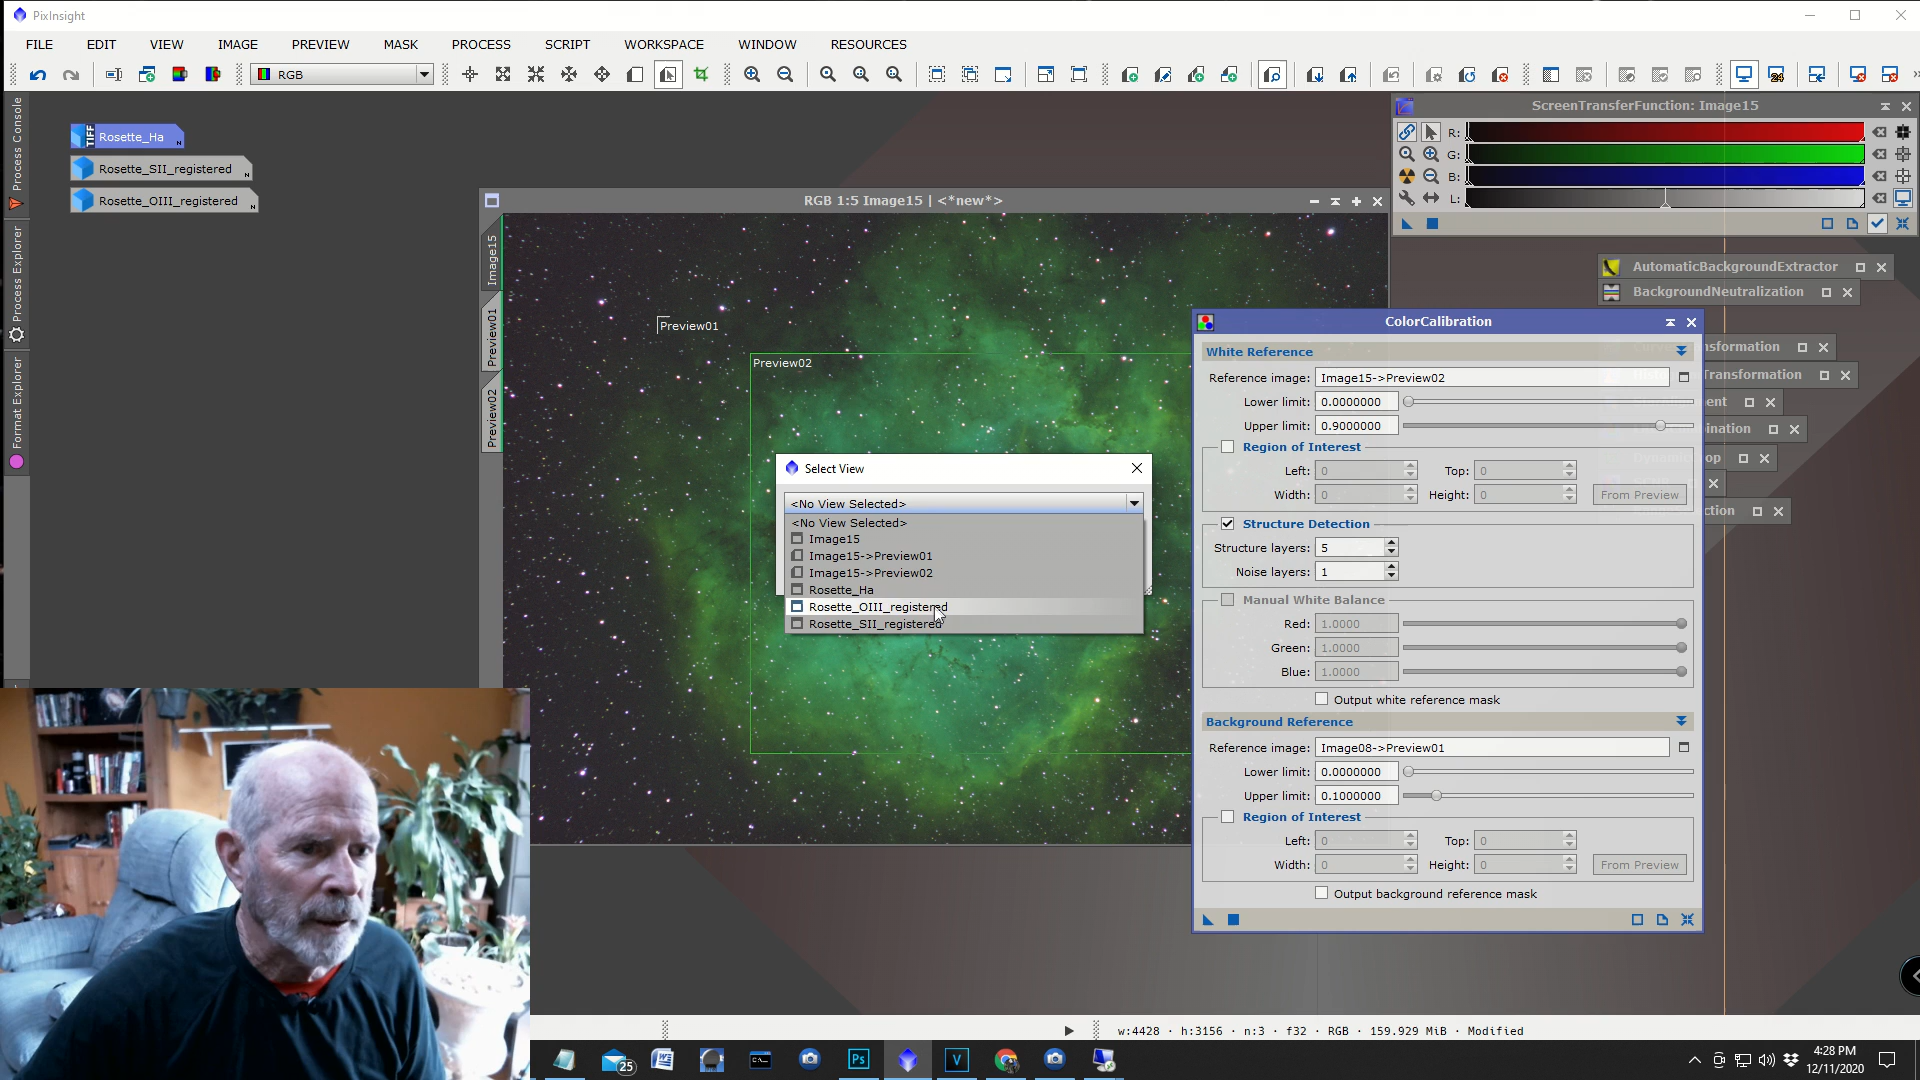 PixInsight
FILE EDIT VIEW IMAGE PREVIEW MASK PROCESS SCRIPT WORKSPACE WINDOW RESOURCES
RGB
24
Process Console
Process Explorer
Format Explorer
TIFF Rosette_Ha N
Rosette_SII_registered N
Rosette_OIII_registered N
RGB 1:5 Image15 | <*new*>
Image15
Preview01
Preview02
Preview01
Preview02
ScreenTransferFunction: Image15
R:
G:
B:
L:
AutomaticBackgroundExtractor
BackgroundNeutralization
Select View
<No View Selected>
<No View Selected>
Image15
Image15->Preview01
Image15->Preview02
Rosette_Ha
Rosette_OIII_registered
Rosette_SII_registered
ColorCalibration
White Reference
Reference image: Image15->Preview02
Lower limit: 0.0000000
Upper limit: 0.9000000
Region of Interest
Left: 0 Top: 0
Width: 0 Height: 0 From Preview
Structure Detection
Structure layers: 5
Noise layers: 1
Manual White Balance
Red: 1.0000
Green: 1.0000
Blue: 1.0000
Output white reference mask
Background Reference
Reference image: Image08->Preview01
Lower limit: 0.0000000
Upper limit: 0.1000000
Region of Interest
Left: 0 Top: 0
Width: 0 Height: 0 From Preview
Output background reference mask
w:4428 · h:3156 · n:3 · f32 · RGB · 159.929 MiB · Modified
25
Ps
V
4:28 PM
12/11/2020